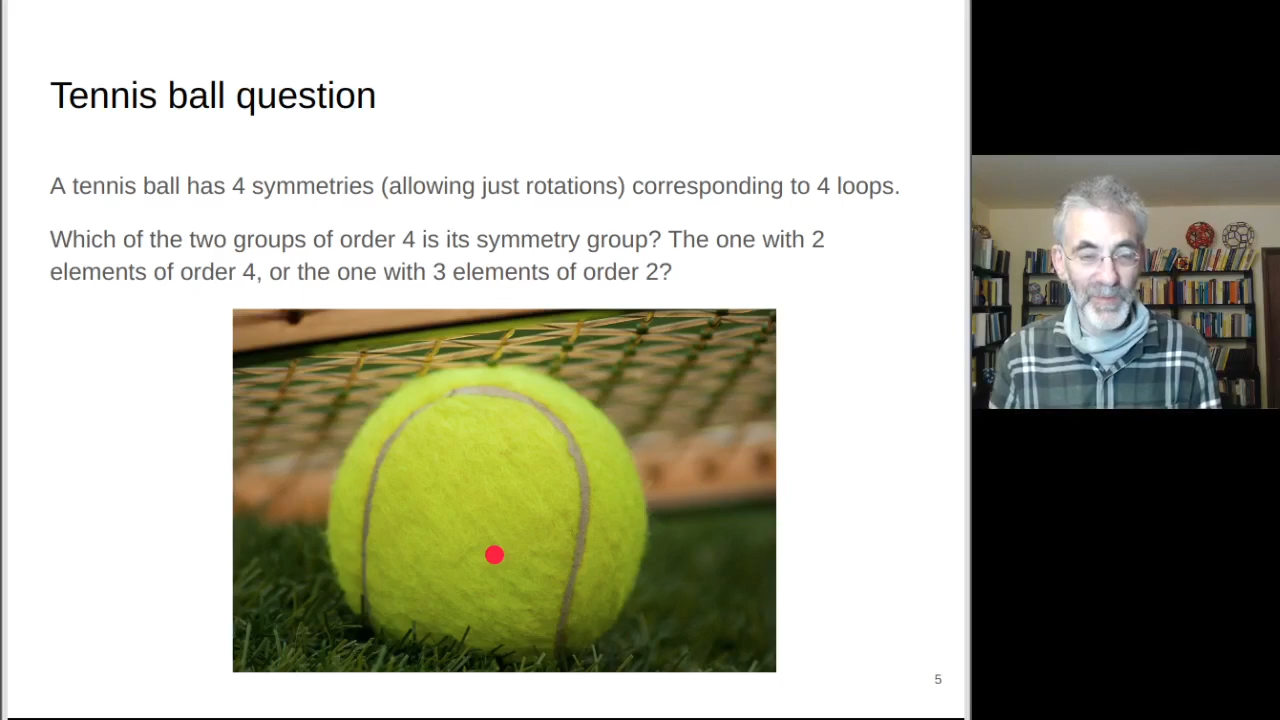 Tennis ball question
A tennis ball has 4 symmetries (allowing just rotations) corresponding to 4 loops.
Which of the two groups of order 4 is its symmetry group? The one with 2
elements of order 4, or the one with 3 elements of order 2?
5